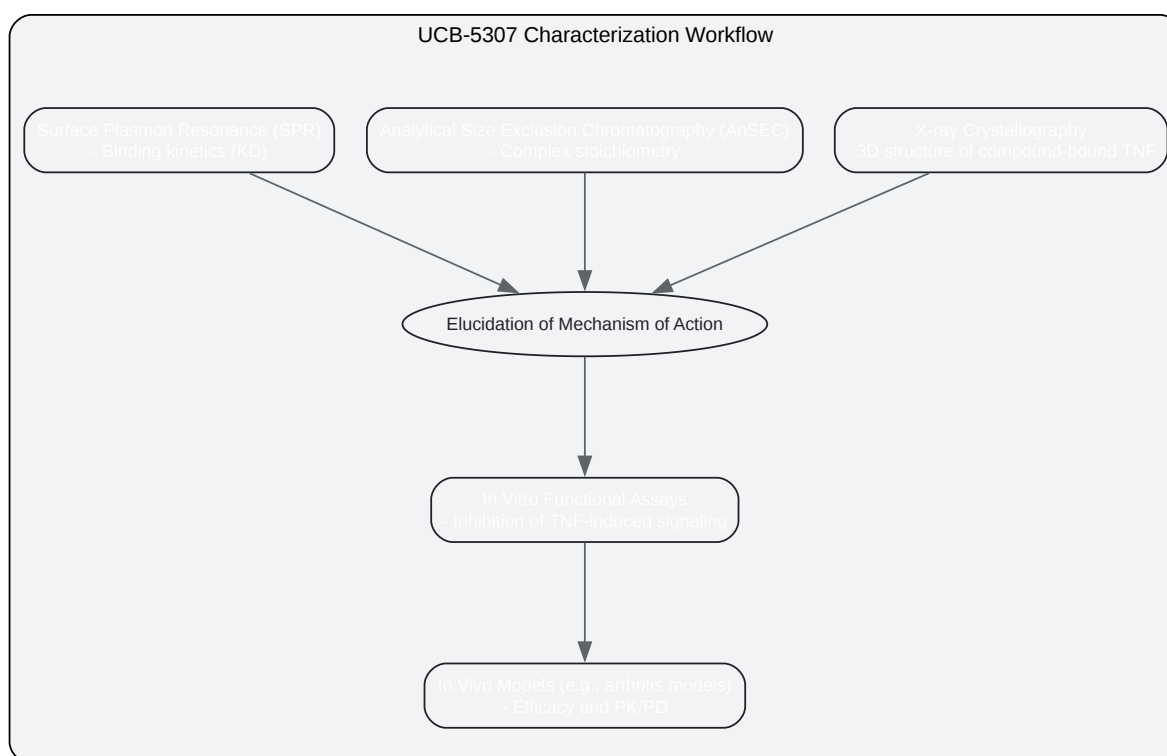 UCB-5307 Characterization Workflow
Surface Plasmon Resonance (SPR)
- Binding kinetics (KD)
Analytical Size Exclusion Chromatography (AnSEC)
- Complex stoichiometry
X-ray Crystallography
- 3D structure of compound-bound TNF
Elucidation of Mechanism of Action
In Vitro Functional Assays
- Inhibition of TNF-induced signaling
In Vivo Models (e.g., arthritis models)
- Efficacy and PK/PD